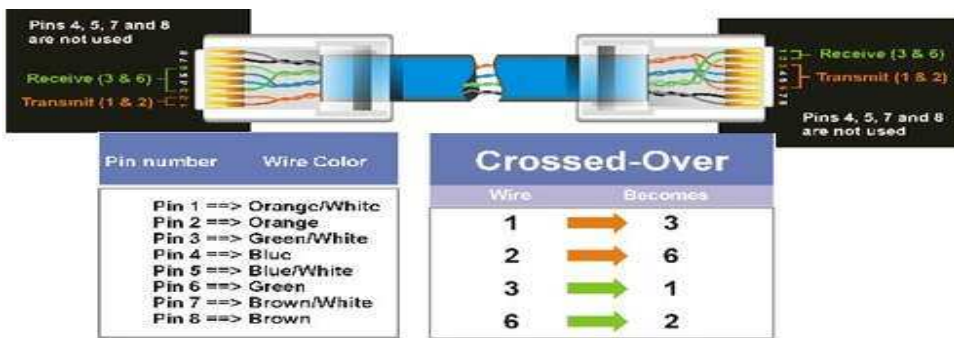 Pins 4, 5, 7 and 8
are not used
Receive (3 & 6)
Transmit (1 & 2)
Receive (3 & 6)
Transmit (1 & 2)
Pins 4, 5, 7 and 8
are not used
Pin number Wire Color
Pin 1 ==> Orange/White
Pin 2 ==> Orange
Pin 3 ==> Green/White
Pin 4 ==> Blue
Pin 5 ==> Blue/White
Pin 6 ==> Green
Pin 7 ==> Brown/White
Pin 8 ==> Brown
Crossed-Over
Wire Becomes
1 3
2 6
3 1
6 2